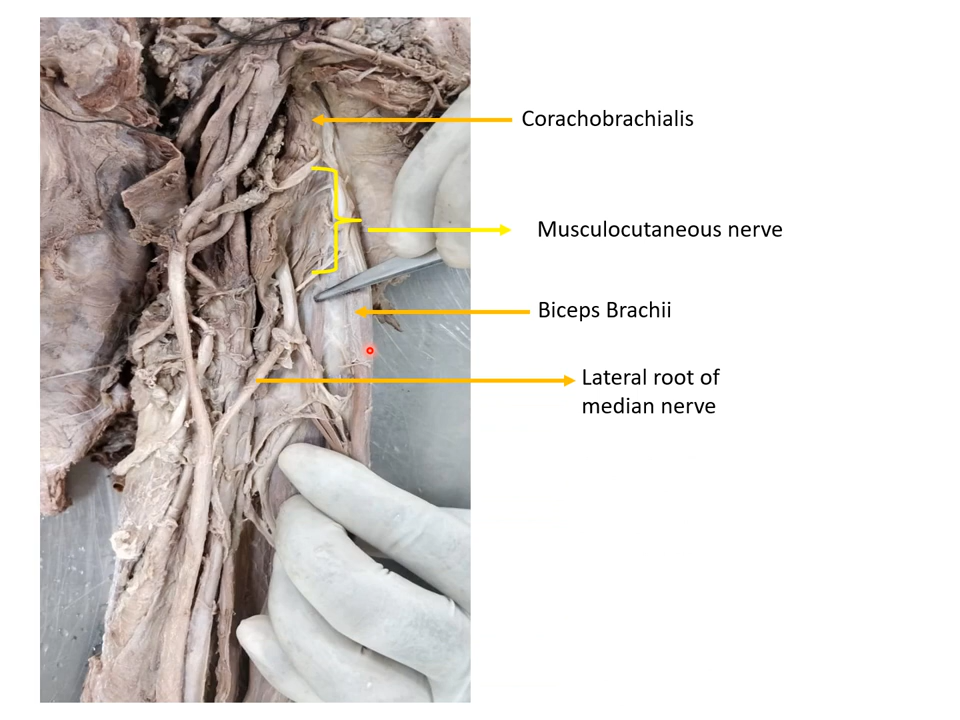 Corachobrachialis
Musculocutaneous nerve
Biceps Brachii
Lateral root of
median nerve